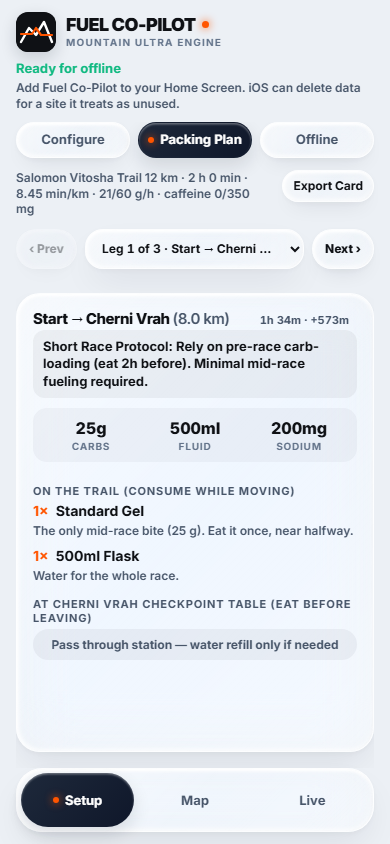 FUEL CO-PILOT
MOUNTAIN ULTRA ENGINE
Ready for offline
Add Fuel Co-Pilot to your Home Screen. iOS can delete data
for a site it treats as unused.
Configure
Packing Plan
Offline
Salomon Vitosha Trail 12 km · 2 h 0 min ·
8.45 min/km · 21/60 g/h · caffeine 0/350
mg
Export Card
‹ Prev
Leg 1 of 3 · Start → Cherni ...
Next ›
Start → Cherni Vrah (8.0 km)
1h 34m · +573m
Short Race Protocol: Rely on pre-race carb-
loading (eat 2h before). Minimal mid-race
fueling required.
25g
CARBS
500ml
FLUID
200mg
SODIUM
ON THE TRAIL (CONSUME WHILE MOVING)
1× Standard Gel
The only mid-race bite (25 g). Eat it once, near halfway.
1× 500ml Flask
Water for the whole race.
AT CHERNI VRAH CHECKPOINT TABLE (EAT BEFORE
LEAVING)
Pass through station — water refill only if needed
Setup
Map
Live